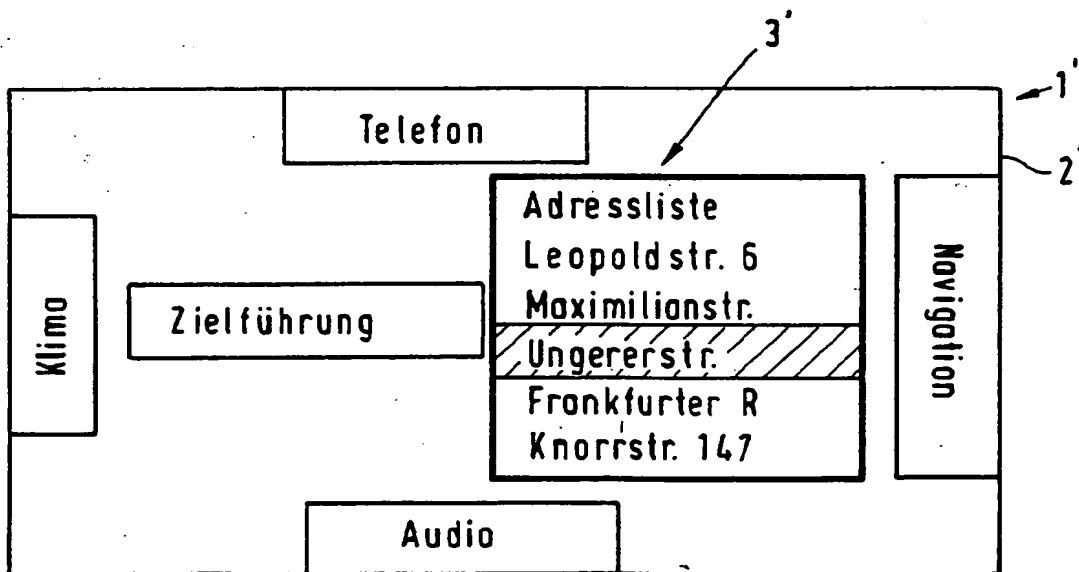 3'
1'
Telefon
2'
Adressliste
Leopoldstr. 6
Maximilianstr.
Klima
Zielführung
Ungererstr.
Navigation
Frankfurter R
Knorrstr. 147
Audio